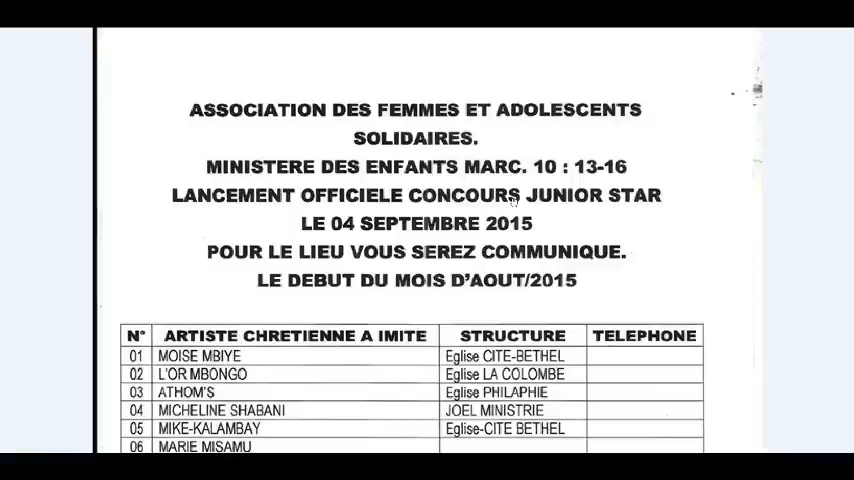 ASSOCIATION DES FEMMES ET ADOLESCENTS
SOLIDAIRES.
MINISTERE DES ENFANTS MARC. 10 : 13-16
LANCEMENT OFFICIELE CONCOURS JUNIOR STAR
LE 04 SEPTEMBRE 2015
POUR LE LIEU VOUS SEREZ COMMUNIQUE.
LE DEBUT DU MOIS D'AOUT/2015
N° ARTISTE CHRETIENNE A IMITE STRUCTURE TELEPHONE
01 MOISE MBIYE Eglise CITE-BETHEL
02 L'OR MBONGO Eglise LA COLOMBE
03 ATHOM'S Eglise PHILAPHIE
04 MICHELINE SHABANI JOEL MINISTRIE
05 MIKE-KALAMBAY Eglise-CITE BETHEL
06 MARIE MISAMU